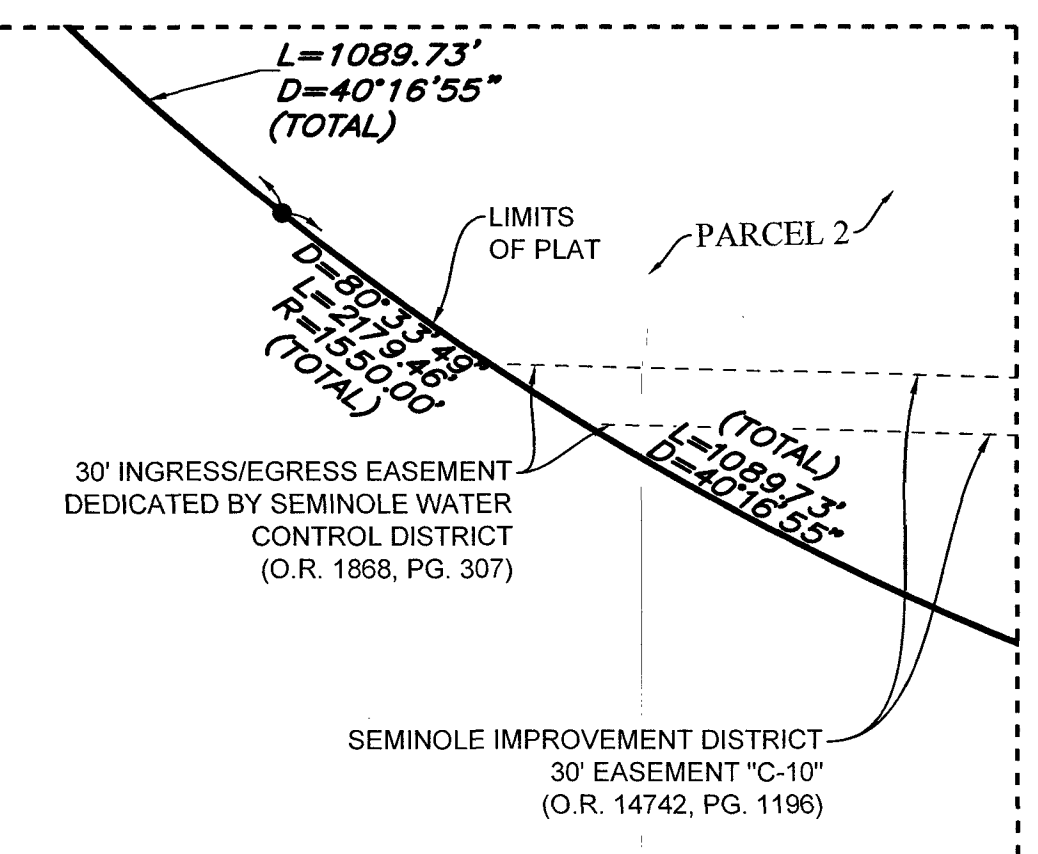 L=1089.73'
D=40°16'55"
(TOTAL)
LIMITS
OF PLAT
PARCEL 2
D=80°33'49"
L=2179.46'
R=1550.00'
(TOTAL)
(TOTAL)
L=1089.73'
D=40°16'55"
30' INGRESS/EGRESS EASEMENT
DEDICATED BY SEMINOLE WATER
CONTROL DISTRICT
(O.R. 1868, PG. 307)
SEMINOLE IMPROVEMENT DISTRICT
30' EASEMENT "C-10"
(O.R. 14742, PG. 1196)